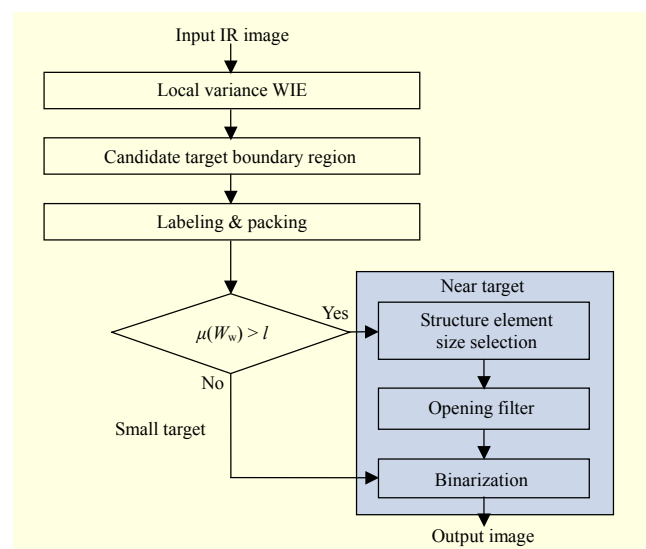 Input IR image
Local variance WIE
Candidate target boundary region
Labeling & packing
μ(Ww) > l
Yes
No
Small target
Near target
Structure element
size selection
Opening filter
Binarization
Output image